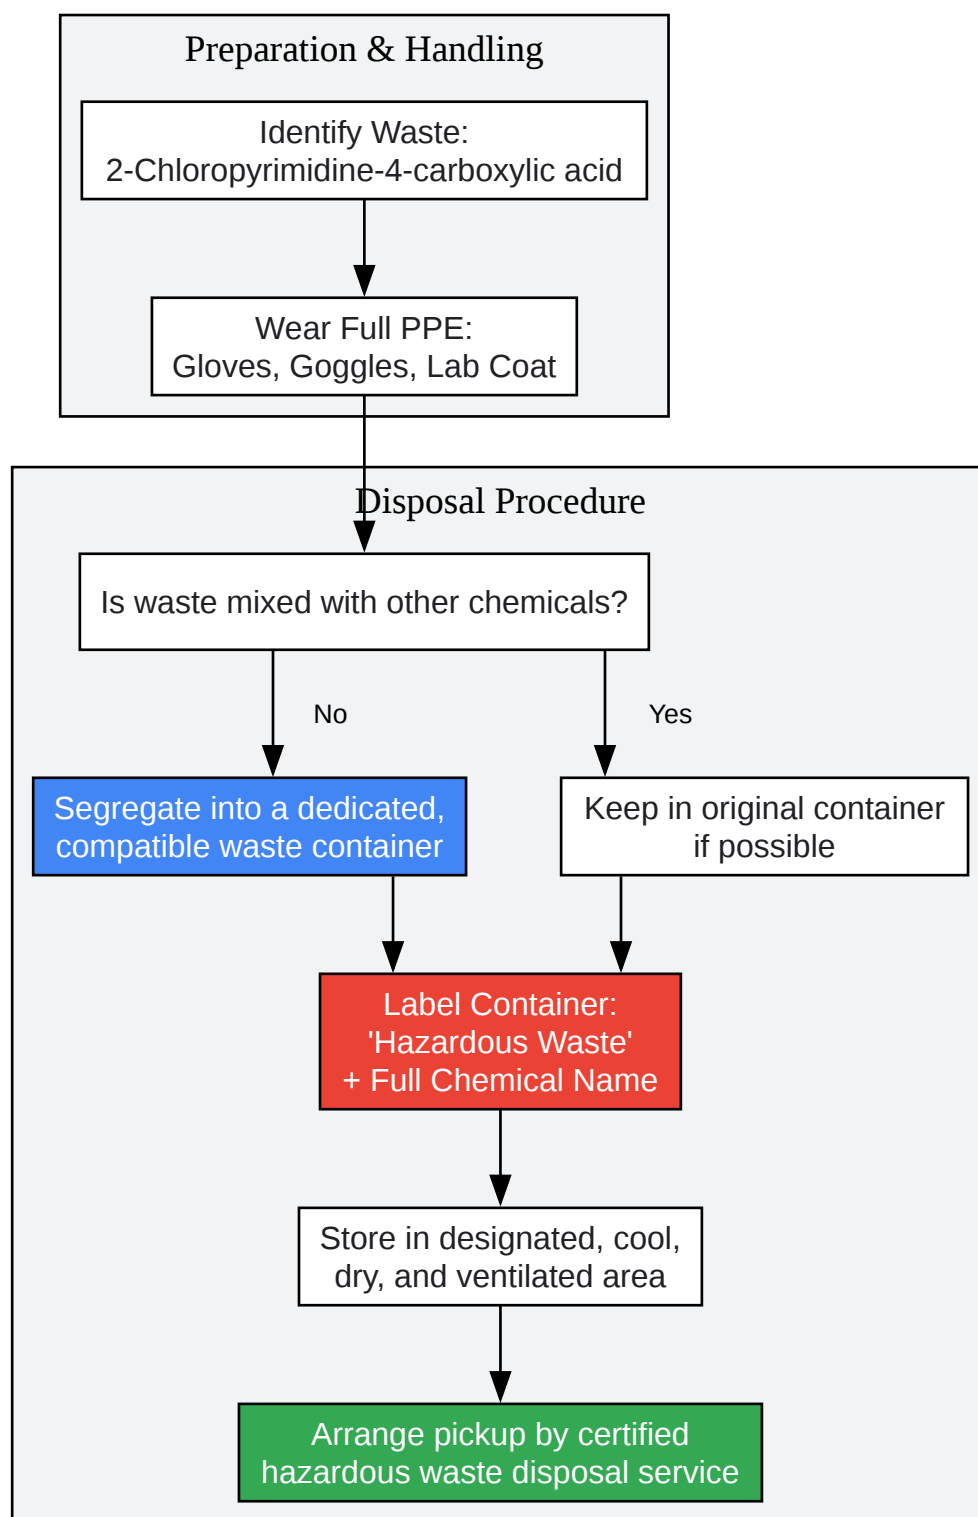 Preparation & Handling
Identify Waste:
2-Chloropyrimidine-4-carboxylic acid
Wear Full PPE:
Gloves, Goggles, Lab Coat
Disposal Procedure
Is waste mixed with other chemicals?
No
Yes
Segregate into a dedicated,
compatible waste container
Keep in original container
if possible
Label Container:
'Hazardous Waste'
+ Full Chemical Name
Store in designated, cool,
dry, and ventilated area
Arrange pickup by certified
hazardous waste disposal service